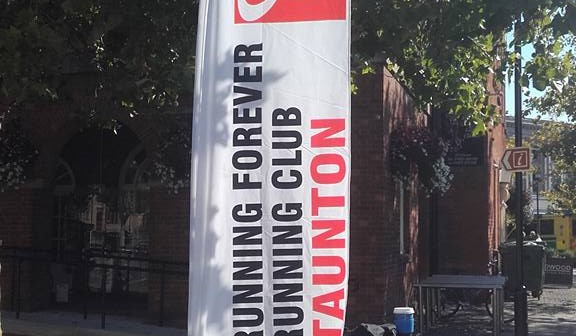 RUNNING FOREVER
RUNNING CLUB
TAUNTON
i